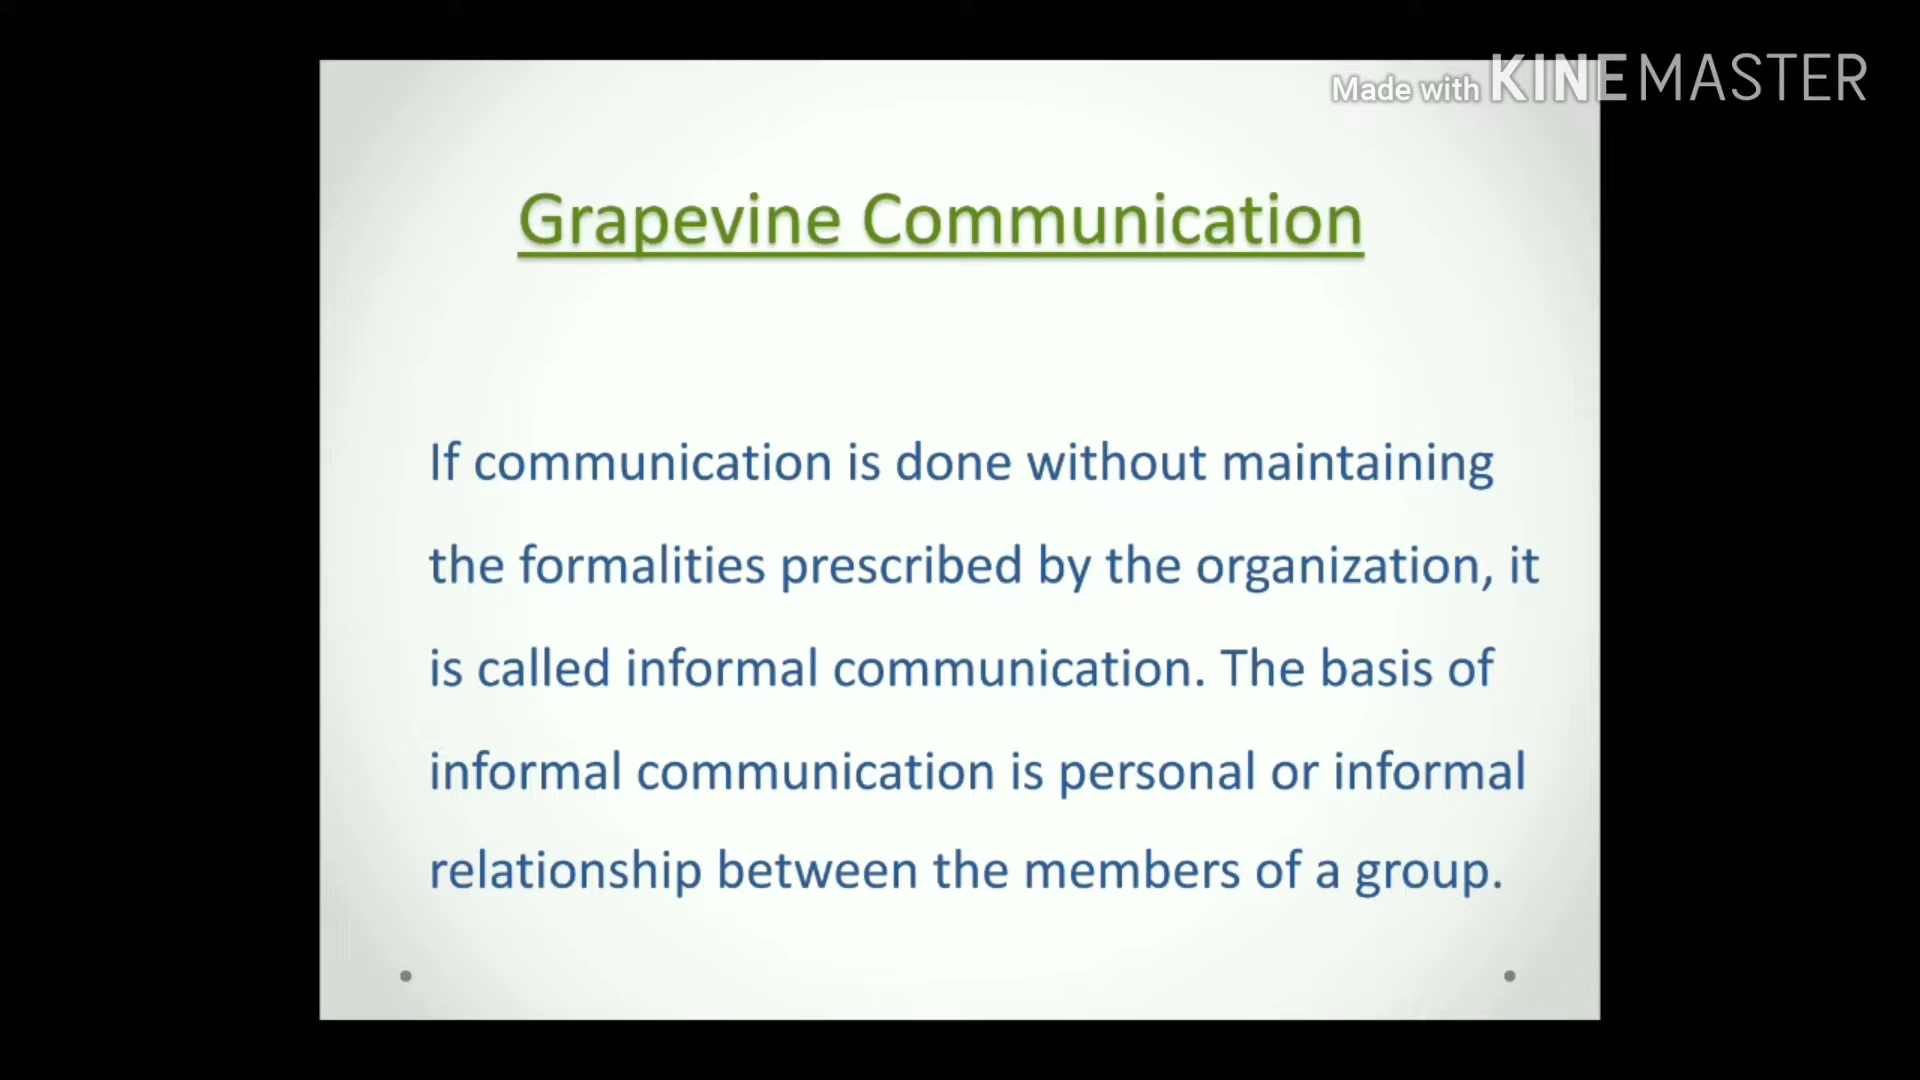 Made with KINEMASTER
Grapevine Communication
If communication is done without maintaining
the formalities prescribed by the organization, it
is called informal communication. The basis of
informal communication is personal or informal
relationship between the members of a group.